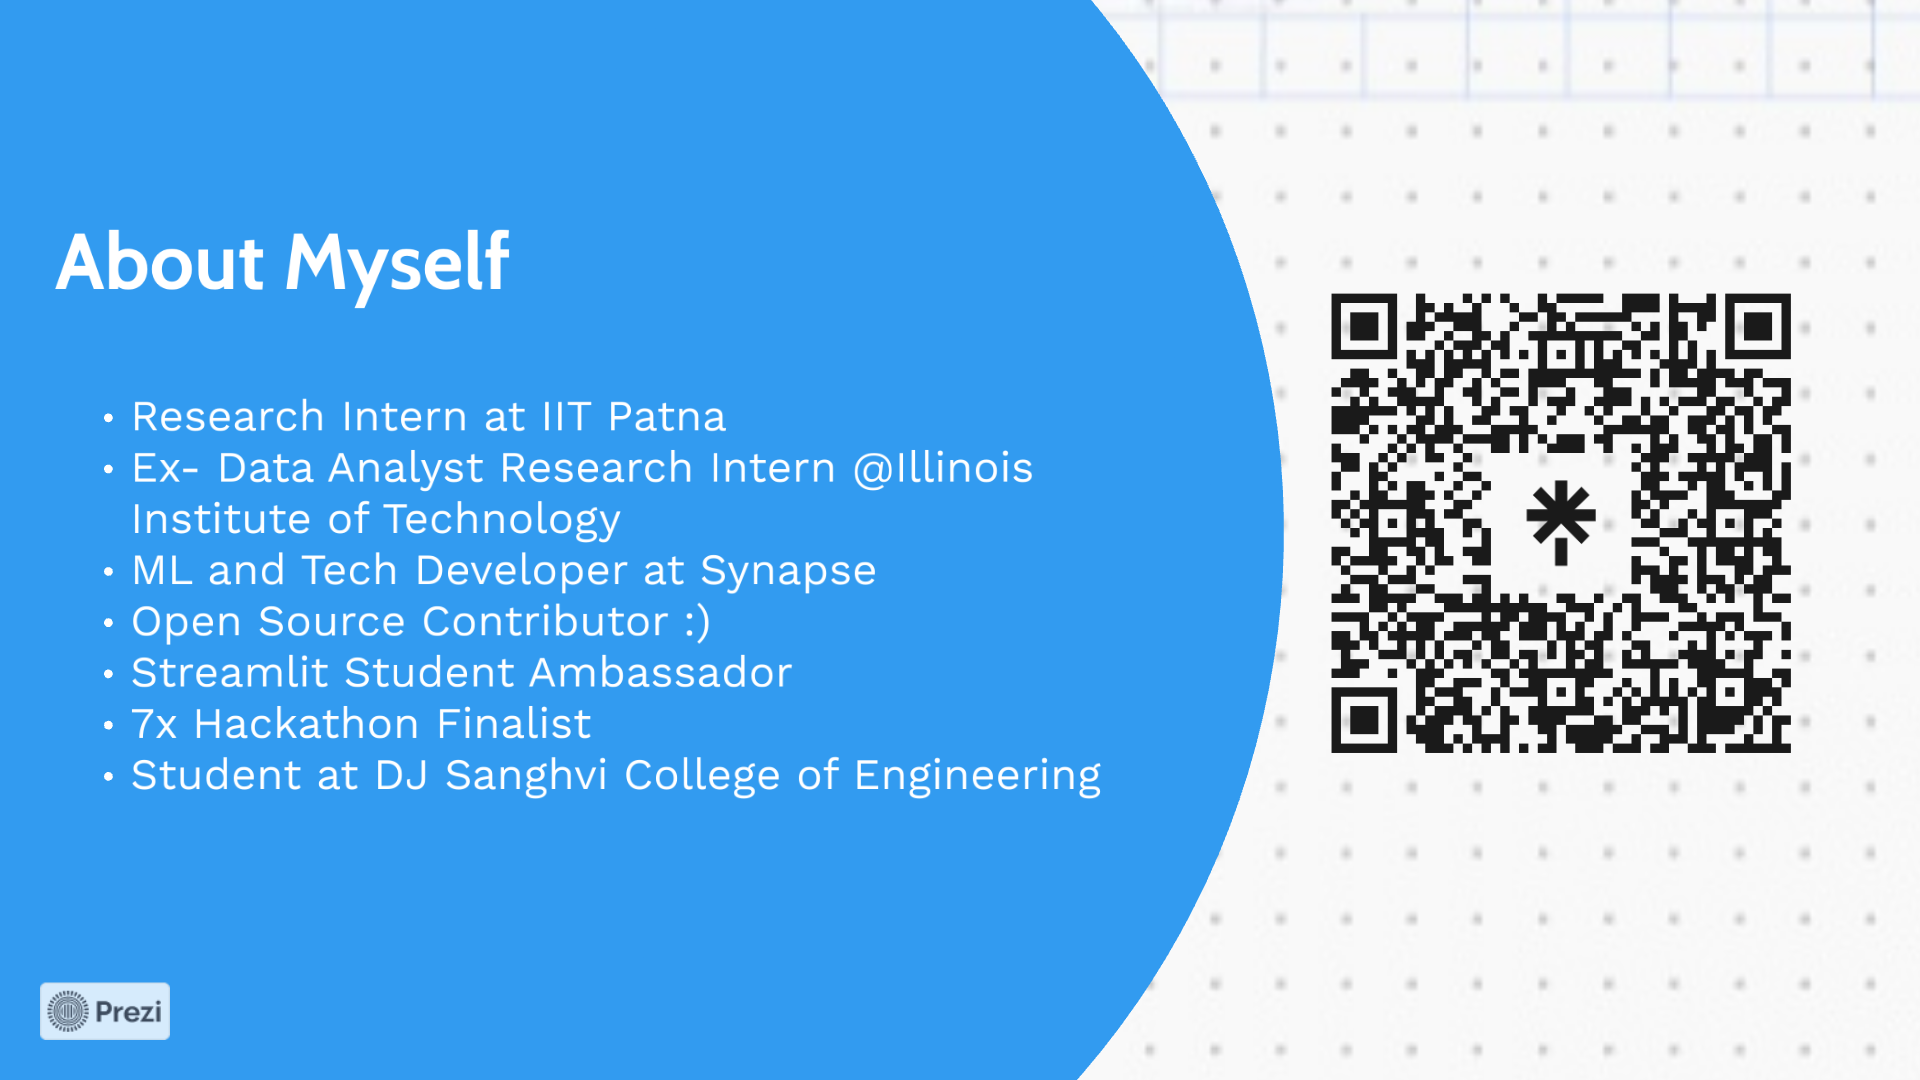 About Myself
• Research Intern at IIT Patna
• Ex- Data Analyst Research Intern @Illinois
Institute of Technology
• ML and Tech Developer at Synapse
• Open Source Contributor :)
• Streamlit Student Ambassador
• 7x Hackathon Finalist
• Student at DJ Sanghvi College of Engineering
Prezi